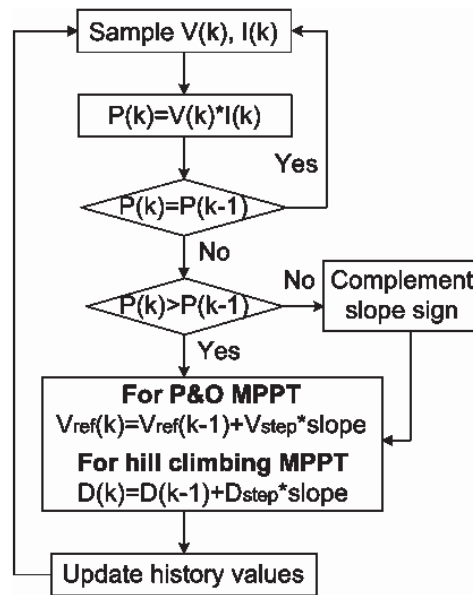 Sample V(k), I(k)
P(k)=V(k)*I(k)
Yes
P(k)=P(k-1)
No
P(k)>P(k-1)
No
Complement
slope sign
Yes
For P&O MPPT
Vref(k)=Vref(k-1)+Vstep*slope
For hill climbing MPPT
D(k)=D(k-1)+Dstep*slope
Update history values